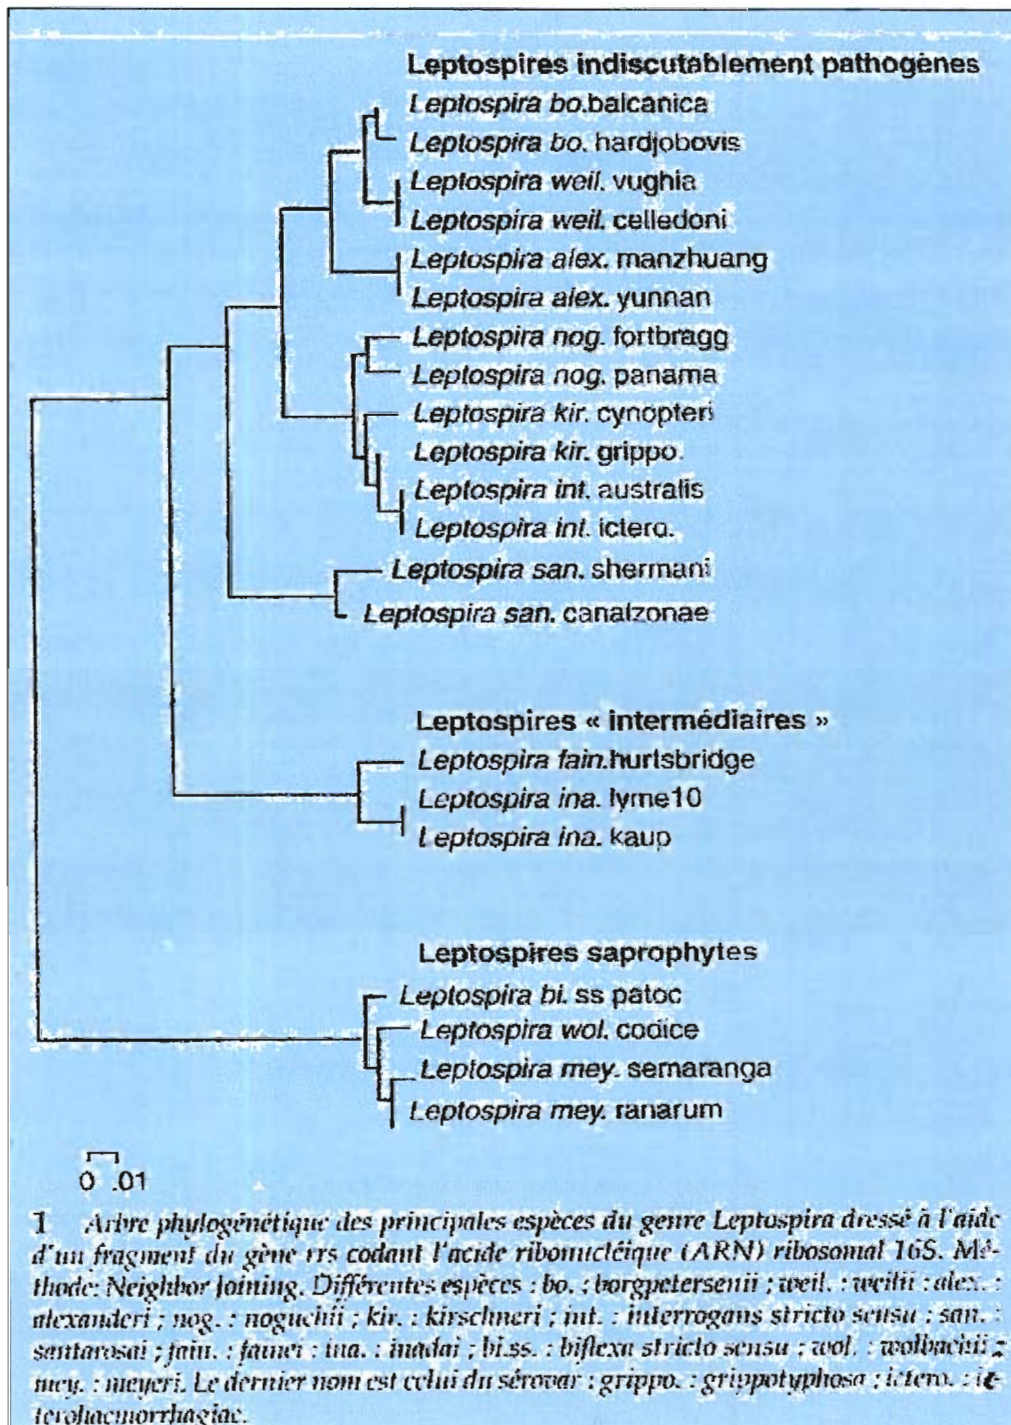 Leptospires indiscutablement pathogènes
Leptospira bo.balcanica
Leptospira bo. hardjobovis
Leptospira weil. vughia
Leptospira weil. celledoni
Leptospira alex. manzhuang
Leptospira alex. yunnan
Leptospira nog. fortbragg
Leptospira nog. panama
Leptospira kir. cynopteri
Leptospira kir. grippo.
Leptospira int. australis
Leptospira int. ictero.
Leptospira san. shermani
Leptospira san. canalzonae
Leptospires « intermédiaires »
Leptospira fain.hurtsbridge
Leptospira ina. lyme10
Leptospira ina. kaup
Leptospires saprophytes
Leptospira bi. ss patoc
Leptospira wol. codice
Leptospira mey. semaranga
Leptospira mey. ranarum
0 .01
1 Arbre phylogénétique des principales espèces du genre Leptospira dressé à l'aide
d'un fragment du gène rrs codant l'acide ribonucléique (ARN) ribosomal 16S. Mé-
thode: Neighbor Joining. Différentes espèces : bo. : borgpetersenii ; weil. : weilii : alex. :
alexanderi ; nog. : noguchii ; kir. : kirschneri ; int. : interrogans stricto sensu ; san. :
santarosai ; fain. : fainei : ina. : inadai ; bi.ss. : biflexa stricto sensu ; wol. : wolbachii ;
mey. : meyeri. Le dernier nom est celui du sérovar ; grippo. : grippotyphosa ; ictero. : ic-
terohaemorrhagiae.